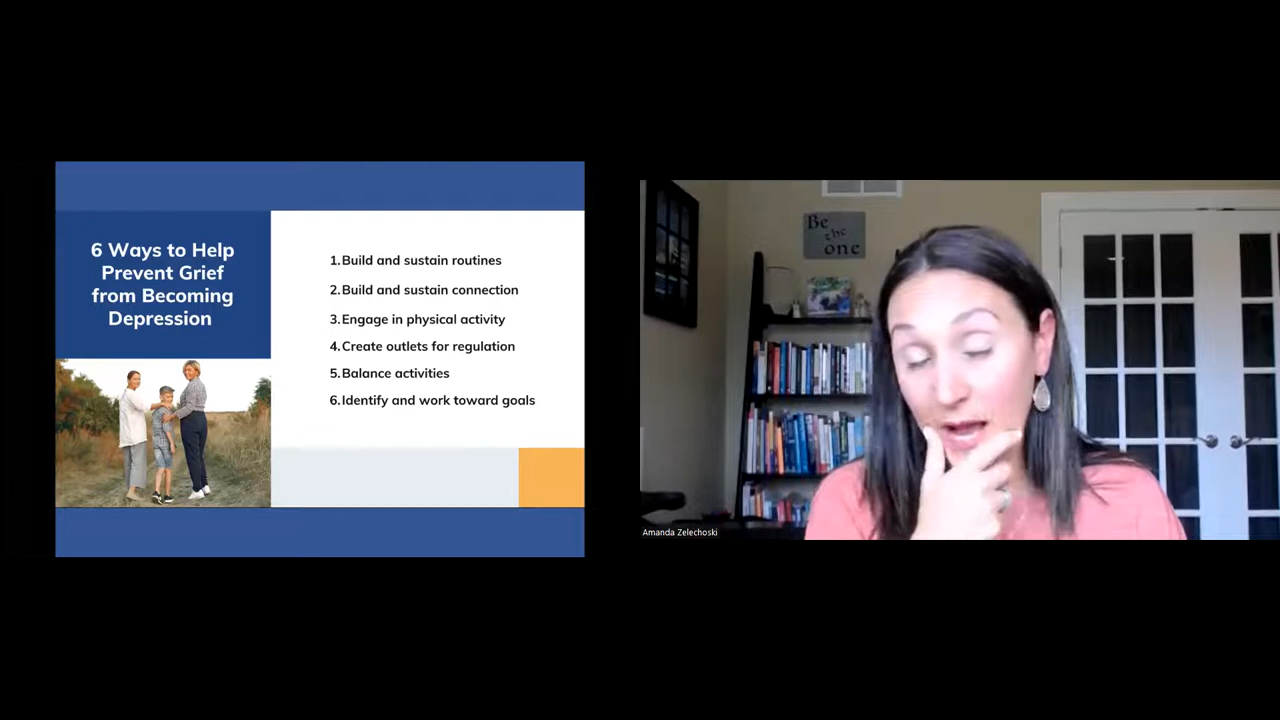 6 Ways to Help
Prevent Grief
from Becoming
Depression
1. Build and sustain routines
2. Build and sustain connection
3. Engage in physical activity
4. Create outlets for regulation
5. Balance activities
6. Identify and work toward goals
Be
the
one
Amanda Zelechoski